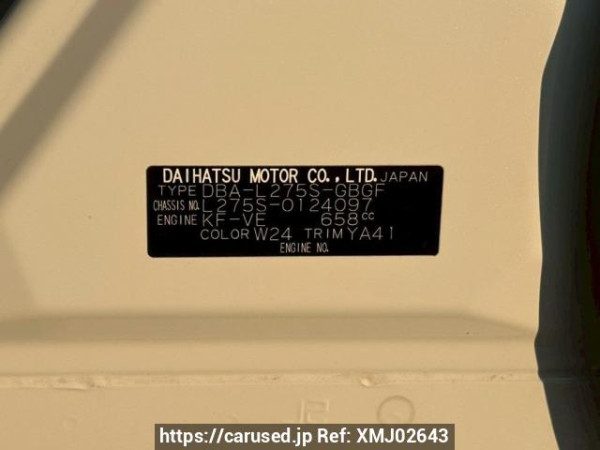 DAIHATSU MOTOR CO., LTD. JAPAN
TYPE DBA-L275S-GBGF
CHASSIS NO. L275S-0124097
ENGINE KF-VE 658cc
COLOR W24 TRIM YA41
ENGINE NO.
https://carused.jp Ref: XMJ02643